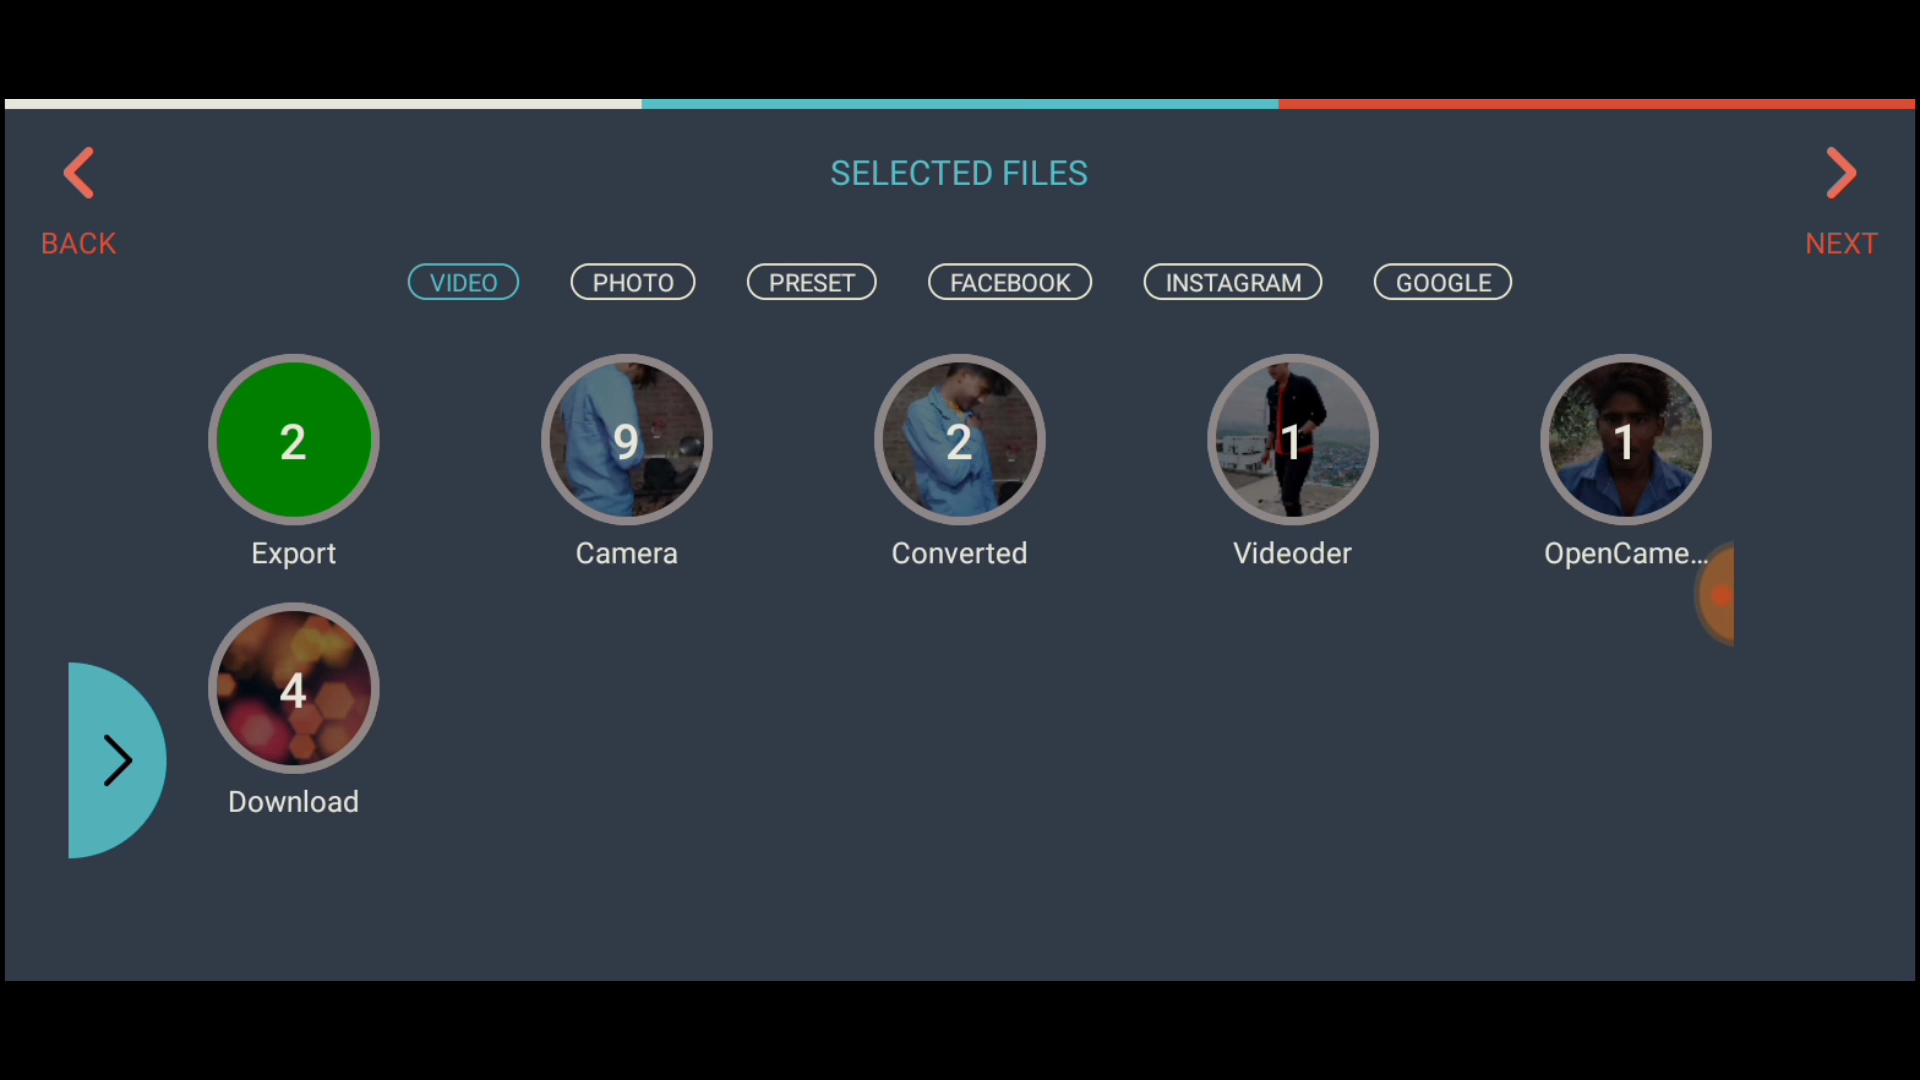 SELECTED FILES
BACK
NEXT
VIDEO PHOTO PRESET FACEBOOK INSTAGRAM GOOGLE
2 9 2 1 1
Export Camera Converted Videoder OpenCame...
4
Download